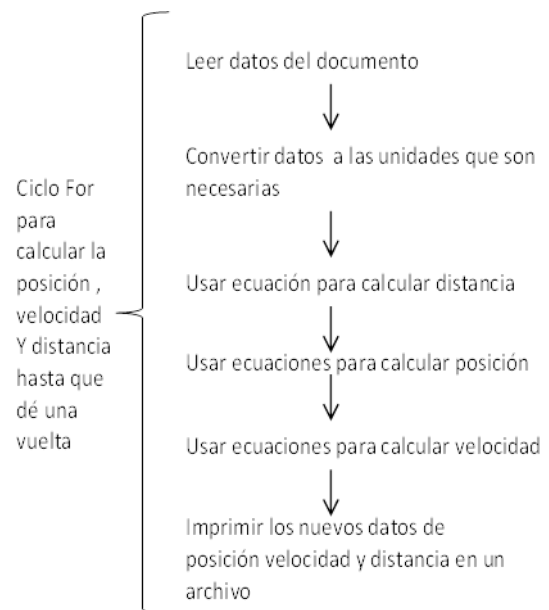 Ciclo For
para
calcular la
posición ,
velocidad
Y distancia
hasta que
dé una
vuelta
Leer datos del documento
Convertir datos a las unidades que son
necesarias
Usar ecuación para calcular distancia
Usar ecuaciones para calcular posición
Usar ecuaciones para calcular velocidad
Imprimir los nuevos datos de
posición velocidad y distancia en un
archivo